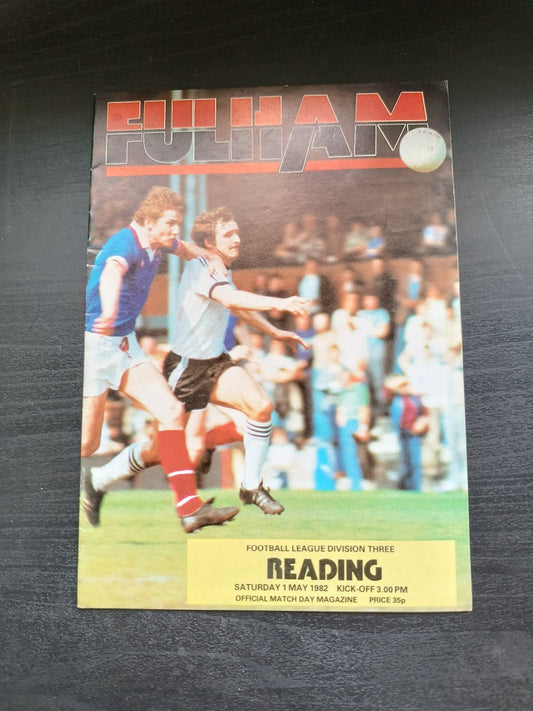 FULHAM
FOOTBALL LEAGUE DIVISION THREE
READING
SATURDAY 1 MAY 1982 KICK-OFF 3.00 PM
OFFICIAL MATCH DAY MAGAZINE PRICE 35p